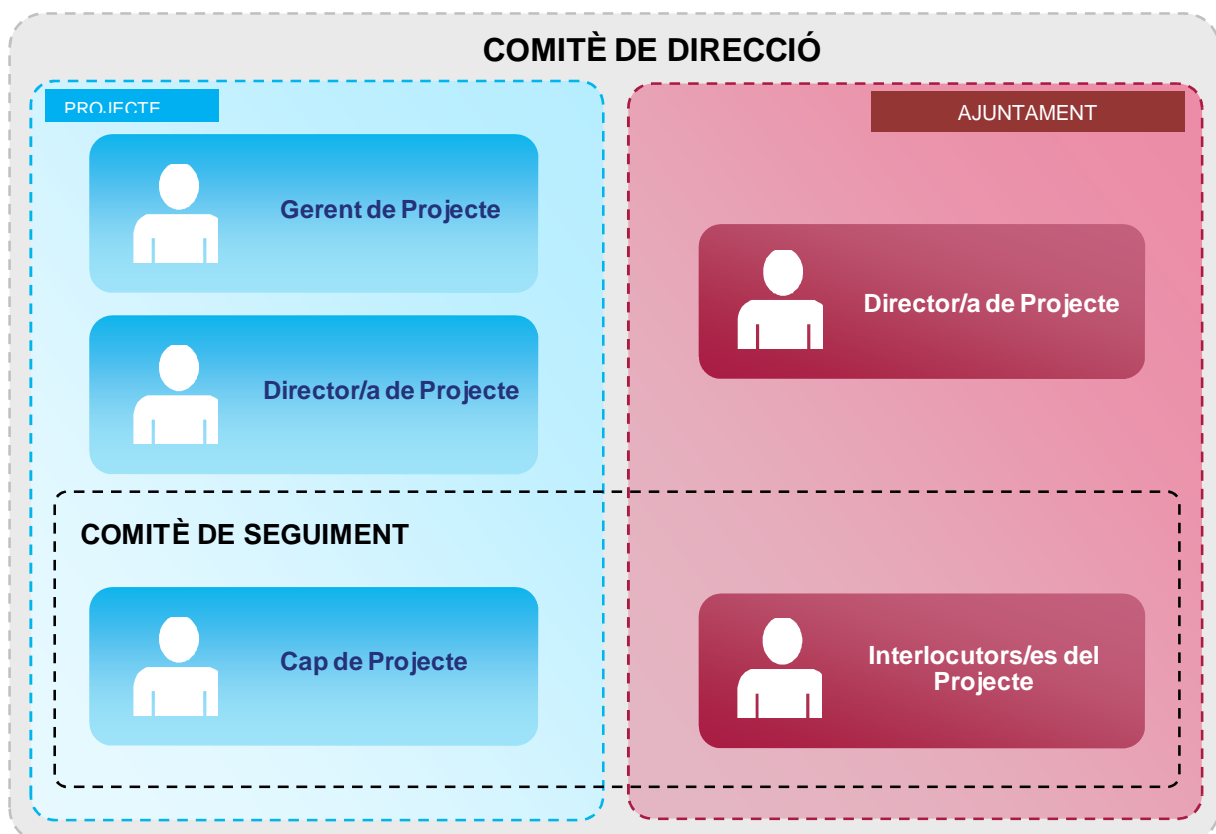 COMITÈ DE DIRECCIÓ
PROJECTE
AJUNTAMENT
Gerent de Projecte
Director/a de Projecte
Director/a de Projecte
COMITÈ DE SEGUIMENT
Cap de Projecte
Interlocutors/es del
Projecte